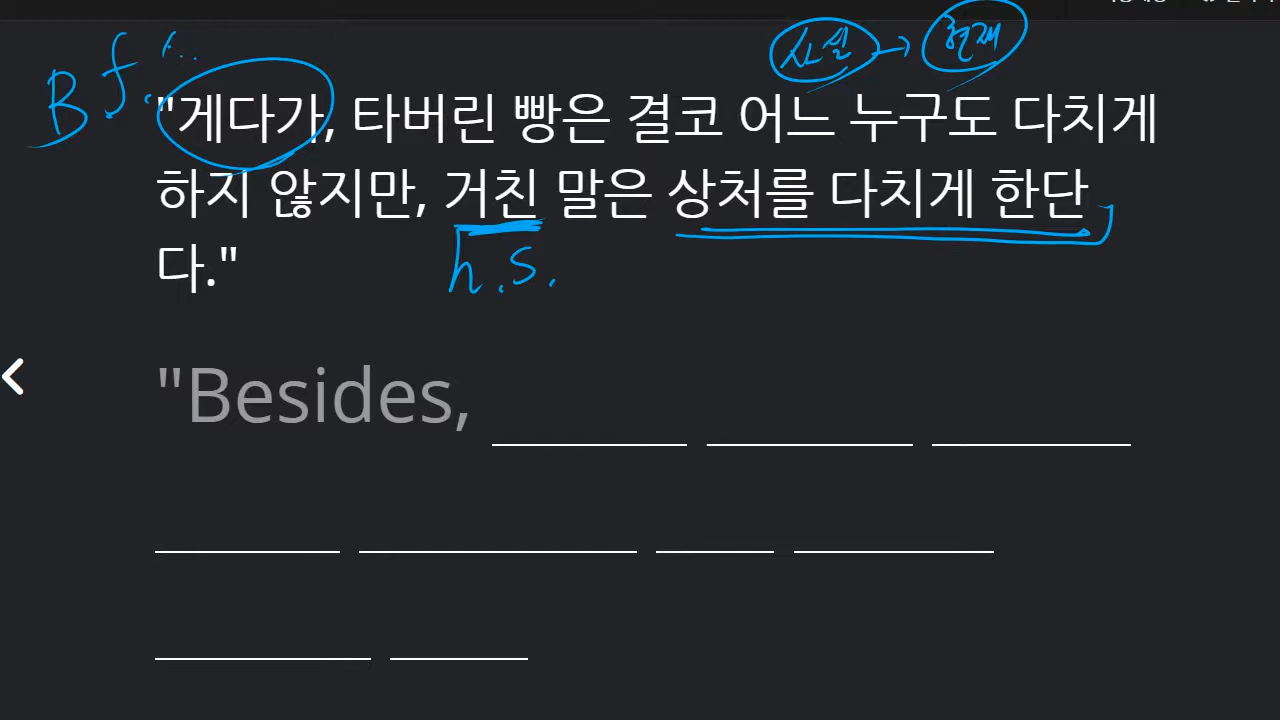 사실 → 현재
B f
"게다가, 타버린 빵은 결코 어느 누구도 다치게
하지 않지만, 거친 말은 상처를 다치게 한단
다."
h.s.
"Besides,